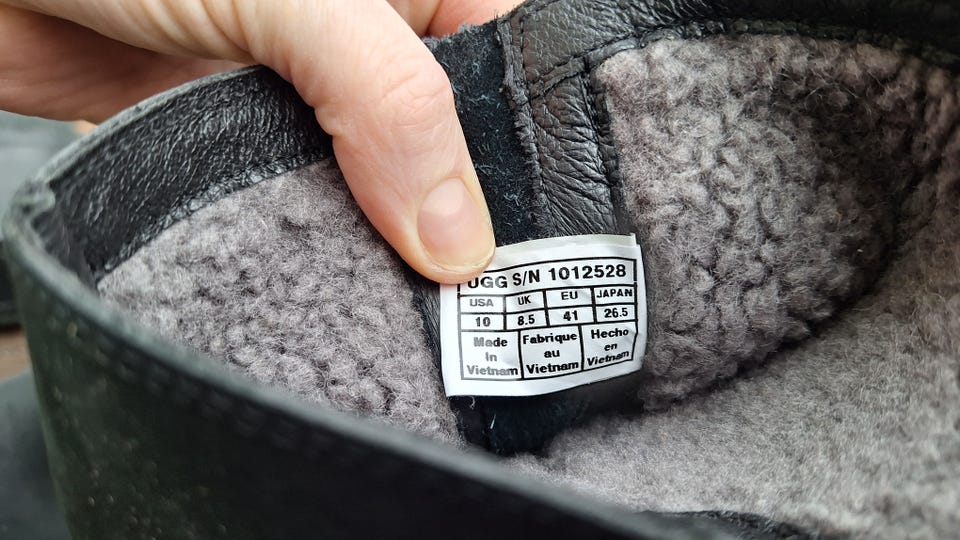 UGG S/N 1012528
USA UK EU JAPAN
10 8.5 41 26.5
Made Fabrique Hecho
in au en
Vietnam Vietnam Vietnam